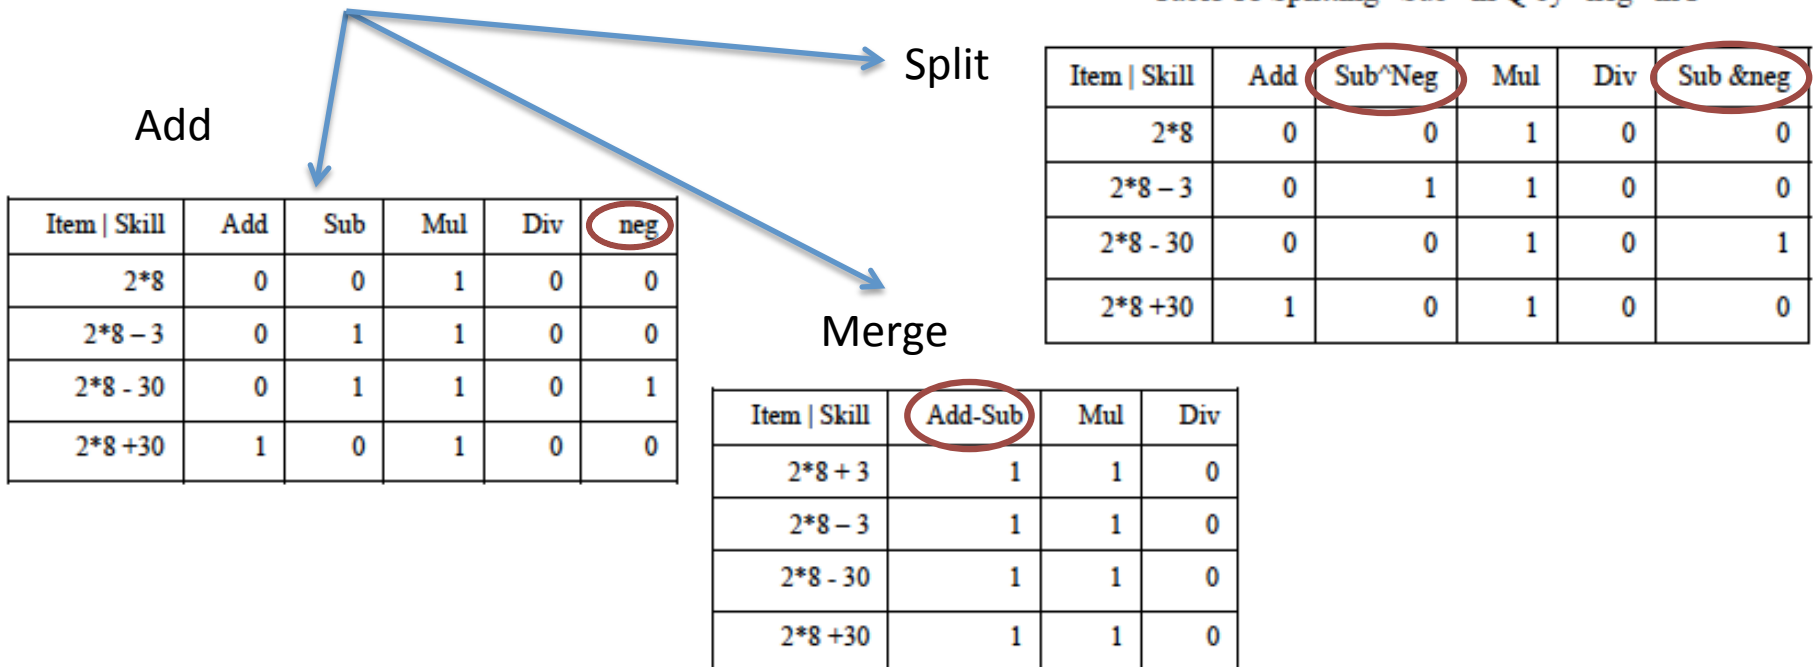 Split
Item | Skill Add Sub^Neg Mul Div Sub &neg
2*8 0 0 1 0 0
2*8 – 3 0 1 1 0 0
2*8 - 30 0 0 1 0 1
2*8 +30 1 0 1 0 0
Add
Item | Skill Add Sub Mul Div neg
2*8 0 0 1 0 0
2*8 – 3 0 1 1 0 0
2*8 - 30 0 1 1 0 1
2*8 +30 1 0 1 0 0
Merge
Item | Skill Add-Sub Mul Div
2*8 + 3 1 1 0
2*8 – 3 1 1 0
2*8 - 30 1 1 0
2*8 +30 1 1 0